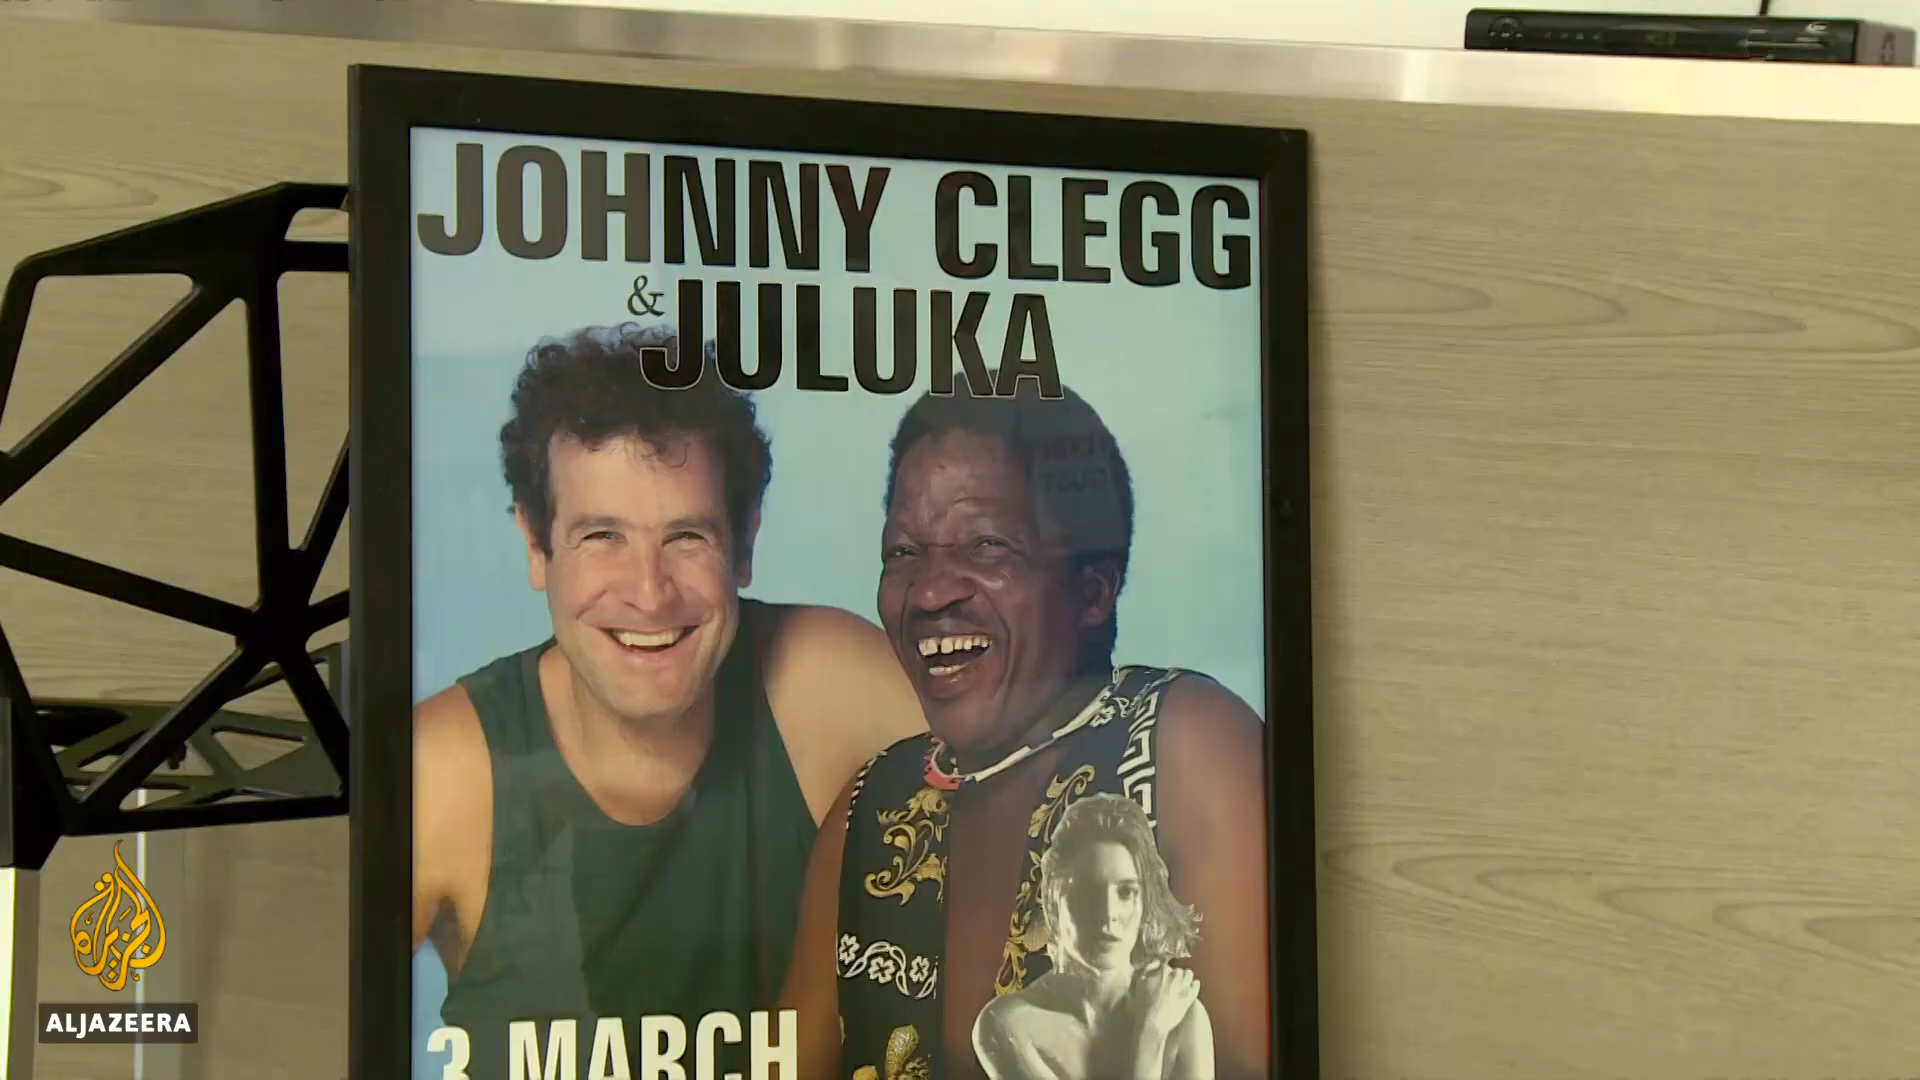 JOHNNY CLEGG
& JULUKA
3 MARCH
الجزيرة
ALJAZEERA